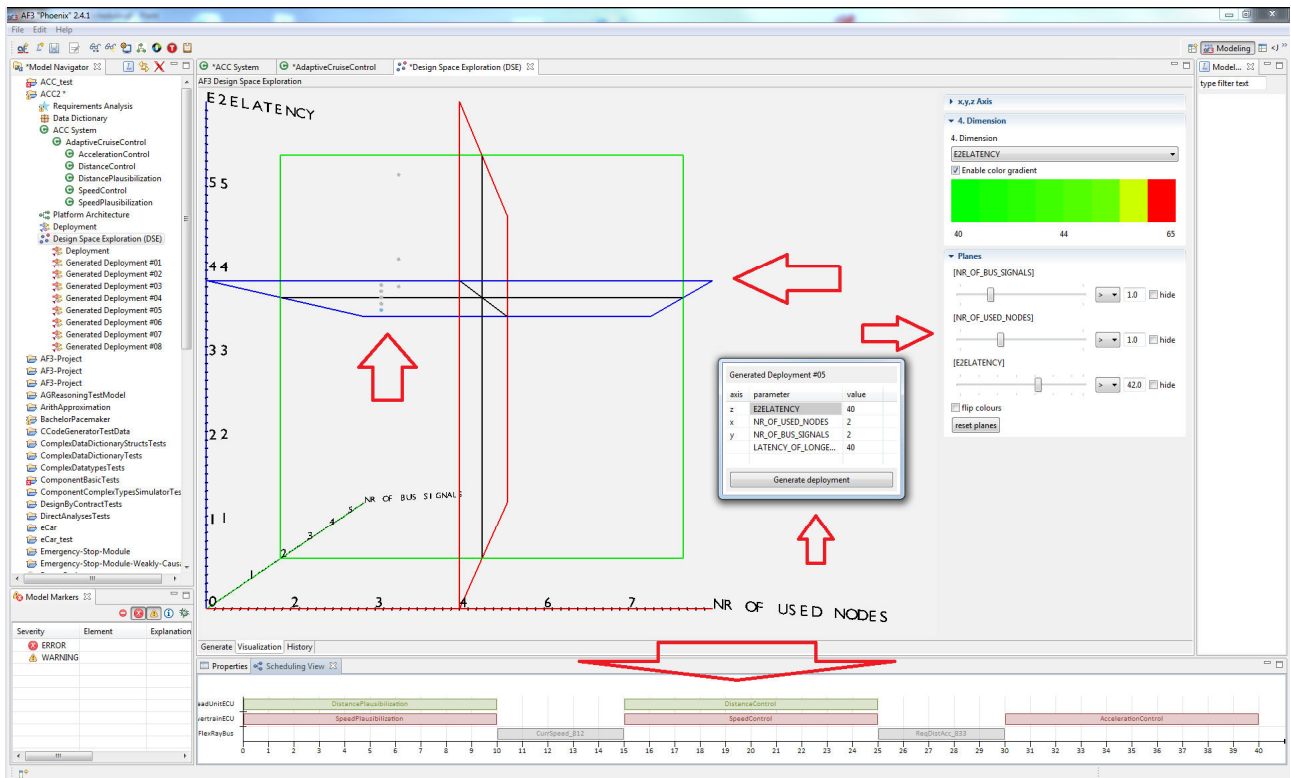 AF3 "Phoenix" 2.4.1
File Edit Help
Modeling
*Model Navigator
ACC_test
ACC2 *
Requirements Analysis
Data Dictionary
ACC System
AdaptiveCruiseControl
AccelerationControl
DistanceControl
DistancePlausibilization
SpeedControl
SpeedPlausibilization
Platform Architecture
Deployment
Design Space Exploration (DSE)
Deployment
Generated Deployment #01
Generated Deployment #02
Generated Deployment #03
Generated Deployment #04
Generated Deployment #05
Generated Deployment #06
Generated Deployment #07
Generated Deployment #08
AF3-Project
AF3-Project
AF3-Project
AGReasoningTestModel
ArithApproximation
BachelorPacemaker
CCodeGeneratorTestData
ComplexDataDictionaryStructsTests
ComplexDataDictionaryTests
ComplexDatatypesTests
ComponentBasicTests
ComponentComplexTypesSimulatorTes
DesignByContractTests
DirectAnalysesTests
eCar
eCar_test
Emergency-Stop-Module
Emergency-Stop-Module-Weakly-Caus
Model Markers
Severity Element Explanation
ERROR
WARNING
*ACC System *AdaptiveCruiseControl *Design Space Exploration (DSE)
AF3 Design Space Exploration
E2ELATENCY
55
44
33
22
11
0 2 3 4 6 7 NR OF USED NODES
1 2 3 4 5 NR OF BUS SIGNALS
Generate Visualization History
x,y,z Axis
4. Dimension
4. Dimension
E2ELATENCY
Enable color gradient
40 44 65
Planes
[NR_OF_BUS_SIGNALS]
> 1.0 hide
[NR_OF_USED_NODES]
> 1.0 hide
[E2ELATENCY]
> 42.0 hide
flip colours
reset planes
Generated Deployment #05
axis parameter value
z E2ELATENCY 40
x NR_OF_USED_NODES 2
y NR_OF_BUS_SIGNALS 2
LATENCY_OF_LONGE... 40
Generate deployment
Model...
type filter text
Properties Scheduling View
eadUnitECU DistancePlausibilization DistanceControl
vertrainECU SpeedPlausibilization SpeedControl AccelerationControl
FlexRayBus CurrSpeed_B12 ReqDistAcc_B33
0 1 2 3 4 5 6 7 8 9 10 11 12 13 14 15 16 17 18 19 20 21 22 23 24 25 26 27 28 29 30 31 32 33 34 35 36 37 38 39 40